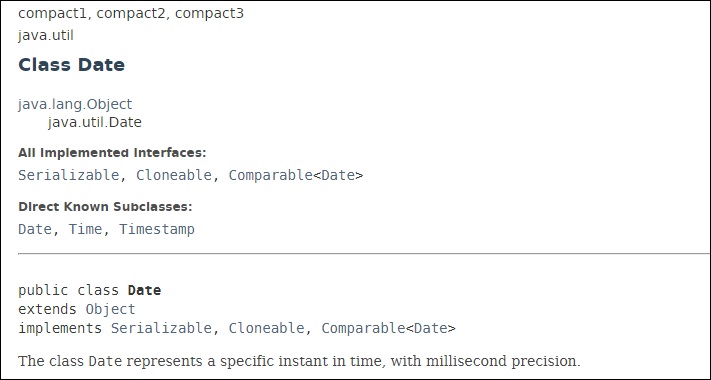 compact1, compact2, compact3
java.util
Class Date
java.lang.Object
java.util.Date
All Implemented Interfaces:
Serializable, Cloneable, Comparable<Date>
Direct Known Subclasses:
Date, Time, Timestamp
public class Date
extends Object
implements Serializable, Cloneable, Comparable<Date>
The class Date represents a specific instant in time, with millisecond precision.